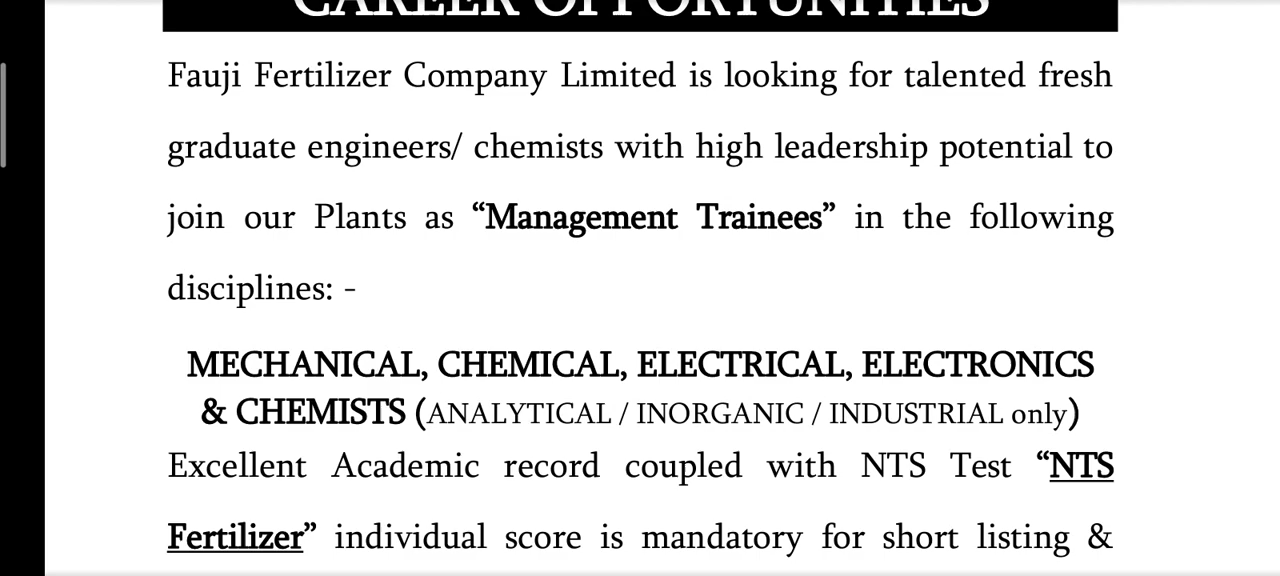 CAREER OPPORTUNITIES
Fauji Fertilizer Company Limited is looking for talented fresh
graduate engineers/ chemists with high leadership potential to
join our Plants as “Management Trainees” in the following
disciplines: -
MECHANICAL, CHEMICAL, ELECTRICAL, ELECTRONICS
& CHEMISTS (ANALYTICAL / INORGANIC / INDUSTRIAL only)
Excellent Academic record coupled with NTS Test “NTS
Fertilizer” individual score is mandatory for short listing &